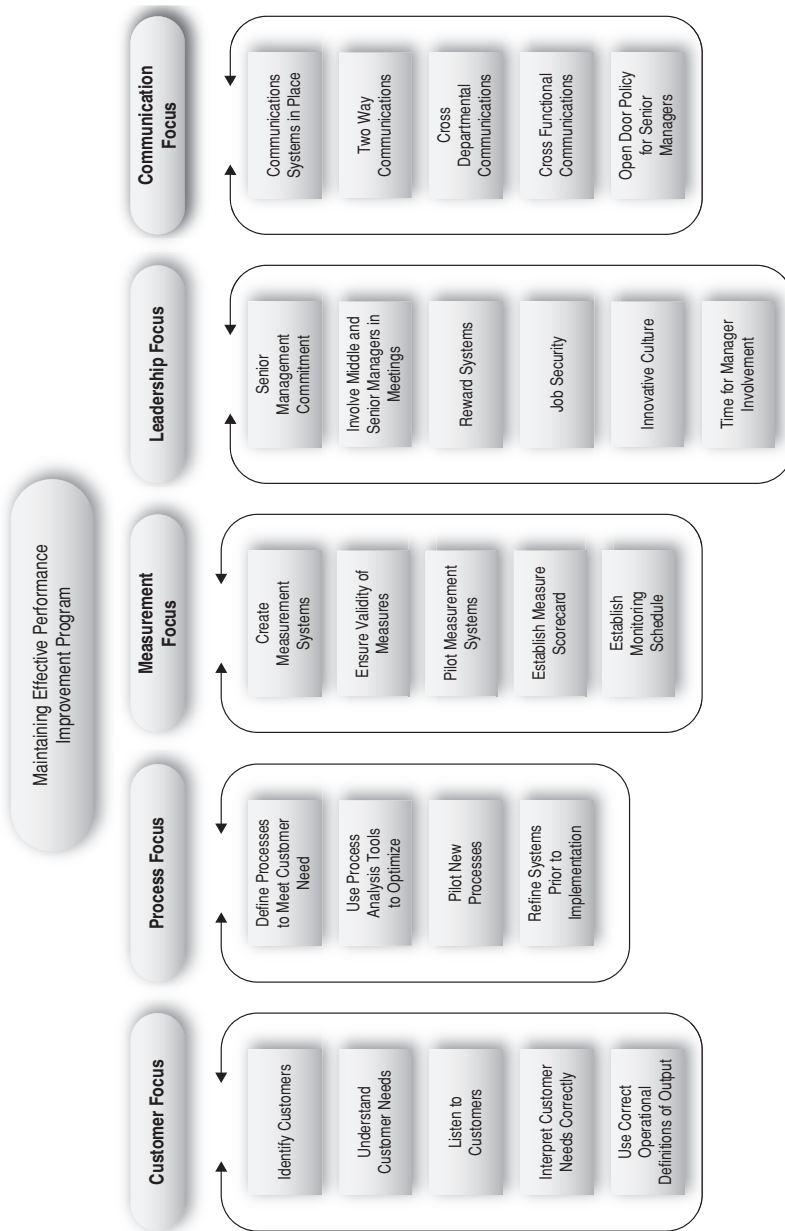 Maintaining Effective Performance
Improvement Program
Customer Focus
Identify Customers
Understand
Customer Needs
Listen to
Customers
Interpret Customer
Needs Correctly
Use Correct
Operational
Definitions of Output
Process Focus
Define Processes
to Meet Customer
Need
Use Process
Analysis Tools
to Optimize
Pilot New
Processes
Refine Systems
Prior to
Implementation
Measurement
Focus
Create
Measurement
Systems
Ensure Validity of
Measures
Pilot Measurement
Systems
Establish Measure
Scorecard
Establish
Monitoring
Schedule
Leadership Focus
Senior
Management
Commitment
Involve Middle and
Senior Managers in
Meetings
Reward Systems
Job Security
Innovative Culture
Time for Manager
Involvement
Communication
Focus
Communications
Systems in Place
Two Way
Communications
Cross
Departmental
Communications
Cross Functional
Communications
Open Door Policy
for Senior
Managers